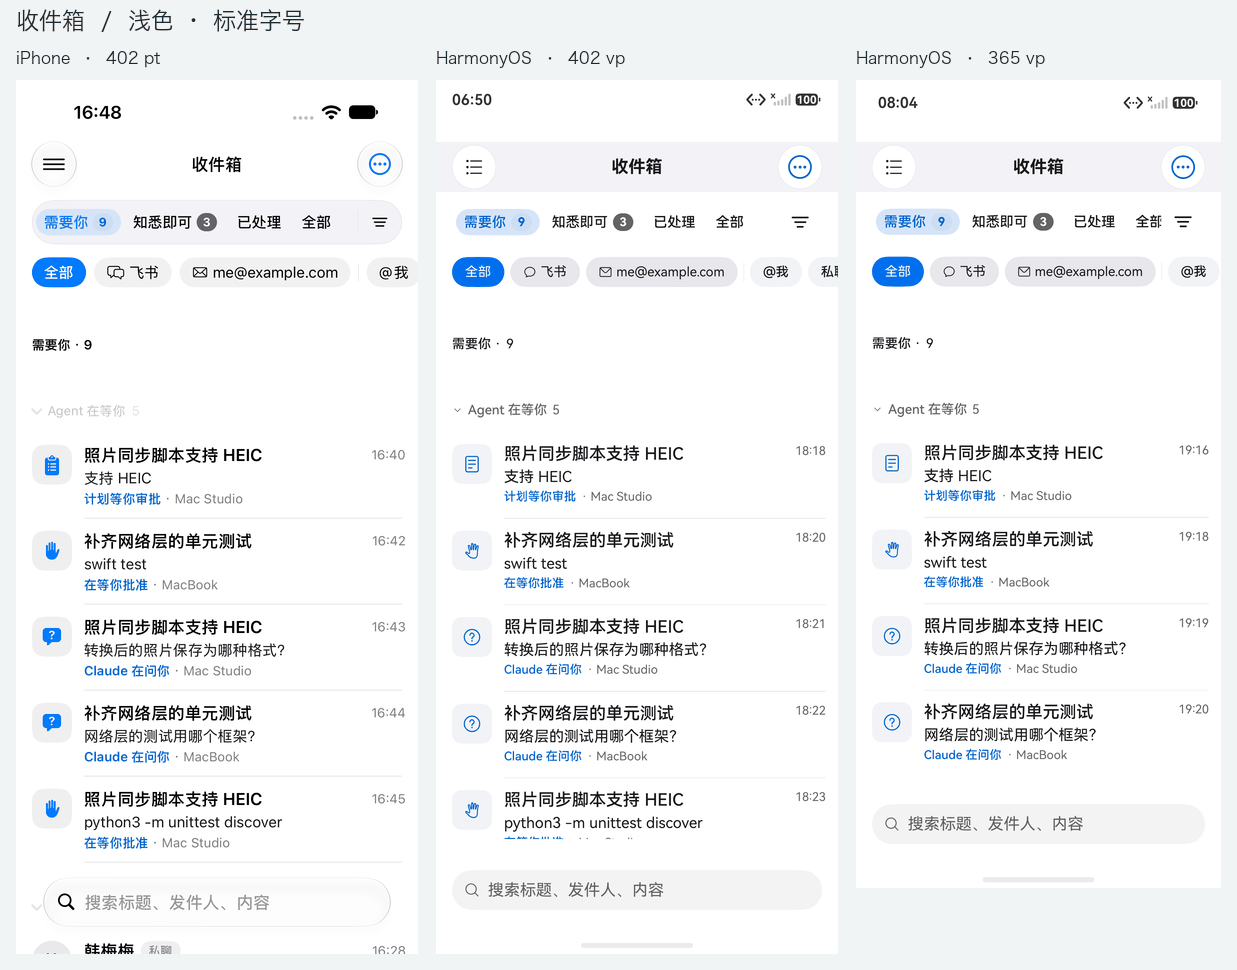 收件箱 / 浅色 · 标准字号
iPhone · 402 pt
16:48
收件箱
需要你 9 知悉即可 3 已处理 全部
全部 飞书 me@example.com @我
需要你 · 9
Agent 在等你 5
照片同步脚本支持 HEIC 16:40
支持 HEIC
计划等你审批 · Mac Studio
补齐网络层的单元测试 16:42
swift test
在等你批准 · MacBook
照片同步脚本支持 HEIC 16:43
转换后的照片保存为哪种格式?
Claude 在问你 · Mac Studio
补齐网络层的单元测试 16:44
网络层的测试用哪个框架?
Claude 在问你 · MacBook
照片同步脚本支持 HEIC 16:45
python3 -m unittest discover
在等你批准 · Mac Studio
搜索标题、发件人、内容
韩梅梅 私聊 16:28
HarmonyOS · 402 vp
06:50 100
收件箱
需要你 9 知悉即可 3 已处理 全部
全部 飞书 me@example.com @我 私
需要你 · 9
Agent 在等你 5
照片同步脚本支持 HEIC 18:18
支持 HEIC
计划等你审批 · Mac Studio
补齐网络层的单元测试 18:20
swift test
在等你批准 · MacBook
照片同步脚本支持 HEIC 18:21
转换后的照片保存为哪种格式?
Claude 在问你 · Mac Studio
补齐网络层的单元测试 18:22
网络层的测试用哪个框架?
Claude 在问你 · MacBook
照片同步脚本支持 HEIC 18:23
python3 -m unittest discover
搜索标题、发件人、内容
HarmonyOS · 365 vp
08:04 100
收件箱
需要你 9 知悉即可 3 已处理 全部
全部 飞书 me@example.com @我
需要你 · 9
Agent 在等你 5
照片同步脚本支持 HEIC 19:16
支持 HEIC
计划等你审批 · Mac Studio
补齐网络层的单元测试 19:18
swift test
在等你批准 · MacBook
照片同步脚本支持 HEIC 19:19
转换后的照片保存为哪种格式?
Claude 在问你 · Mac Studio
补齐网络层的单元测试 19:20
网络层的测试用哪个框架?
Claude 在问你 · MacBook
搜索标题、发件人、内容